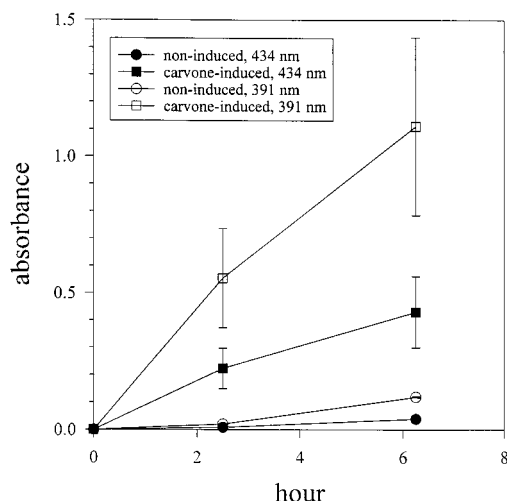 1.5
non-induced, 434 nm
carvone-induced, 434 nm
non-induced, 391 nm
carvone-induced, 391 nm
1.0
absorbance
0.5
0.0
0 2 4 6 8
hour